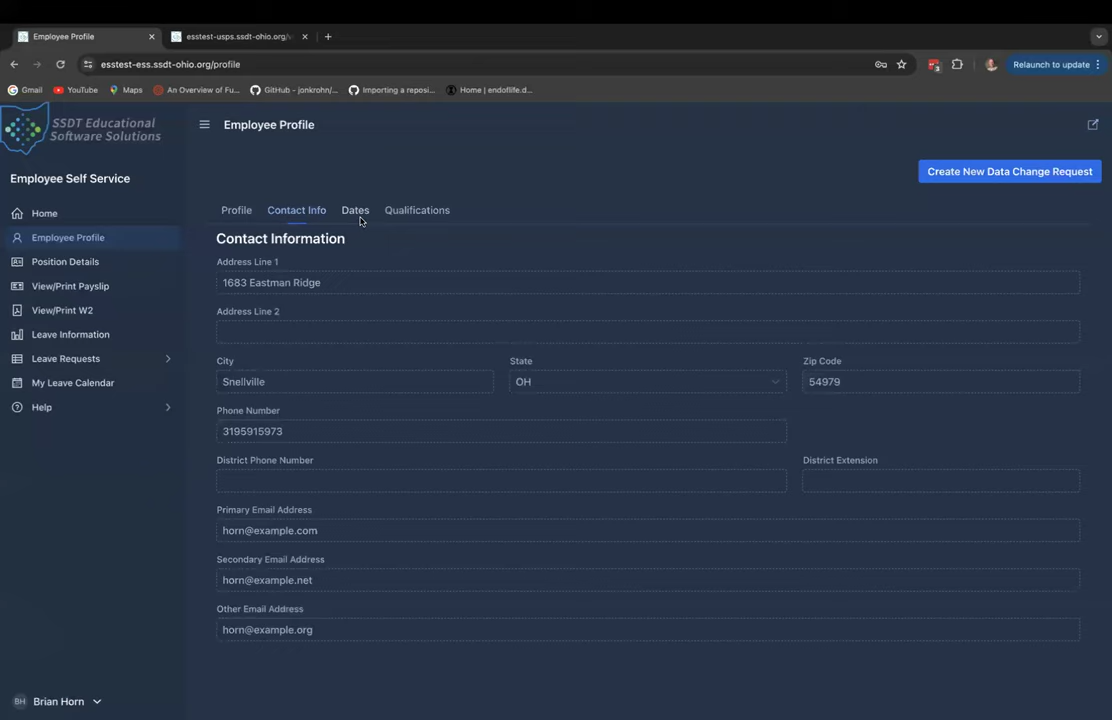 Employee Profile
esstest-usps.ssdt-ohio.org/v
esstest-ess.ssdt-ohio.org/profile
Relaunch to update
Gmail
YouTube
Maps
An Overview of Fu...
GitHub - jonkrohn/...
Importing a reposi...
Home | endoflife.d...
SSDT Educational
Software Solutions
Employee Self Service
Home
Employee Profile
Position Details
View/Print Payslip
View/Print W2
Leave Information
Leave Requests
My Leave Calendar
Help
BH Brian Horn
Employee Profile
Create New Data Change Request
Profile Contact Info Dates Qualifications
Contact Information
Address Line 1
1683 Eastman Ridge
Address Line 2
City State Zip Code
Snellville OH 54979
Phone Number
3195915973
District Phone Number District Extension
Primary Email Address
horn@example.com
Secondary Email Address
horn@example.net
Other Email Address
horn@example.org